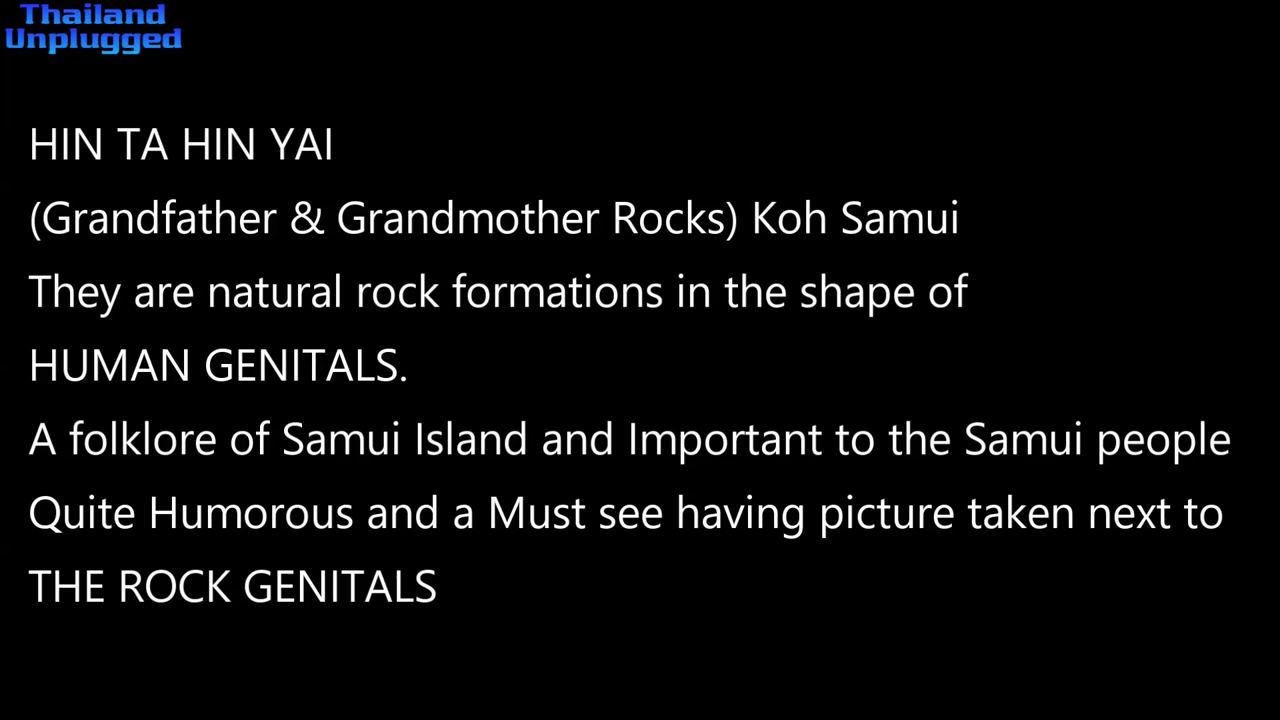 Thailand
Unplugged
HIN TA HIN YAI
(Grandfather & Grandmother Rocks) Koh Samui
They are natural rock formations in the shape of
HUMAN GENITALS.
A folklore of Samui Island and Important to the Samui people
Quite Humorous and a Must see having picture taken next to
THE ROCK GENITALS